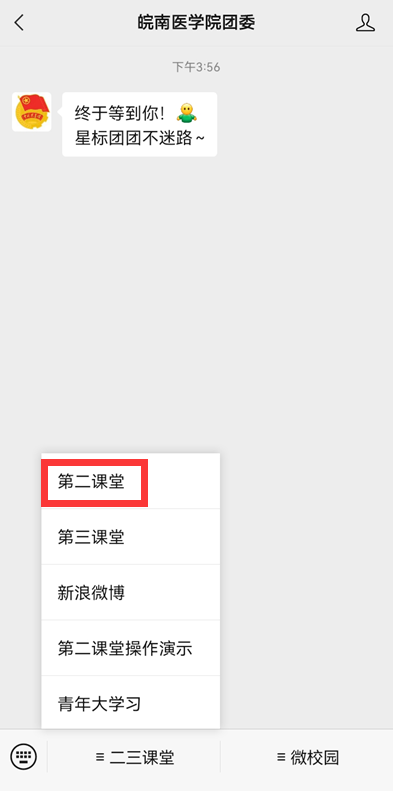 皖南医学院团委
下午3:56
终于等到你！
星标团团不迷路~
第二课堂
第三课堂
新浪微博
第二课堂操作演示
青年大学习
≡ 二三课堂
≡ 微校园